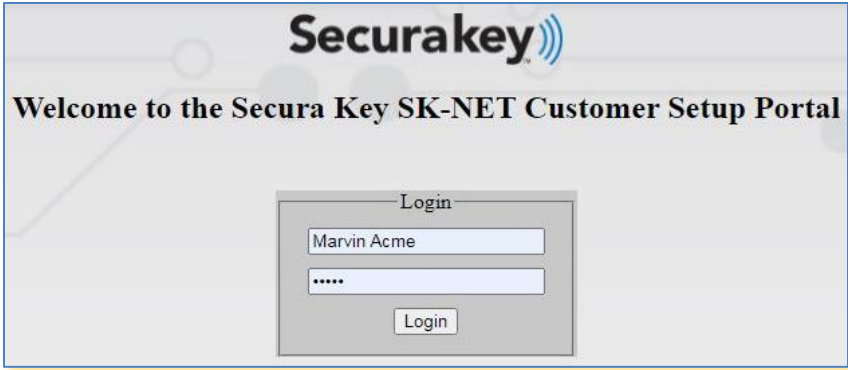 Securakey
Welcome to the Secura Key SK-NET Customer Setup Portal
Login
Marvin Acme
•••••
Login